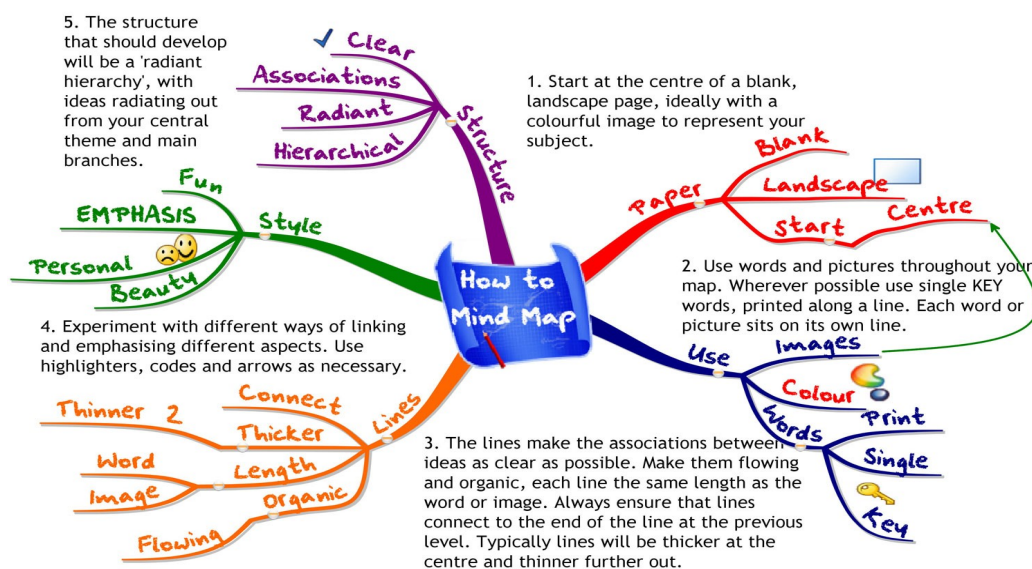 How to
Mind Map
1. Start at the centre of a blank,
landscape page, ideally with a
colourful image to represent your
subject.
Paper
Blank
Landscape
Start
Centre
2. Use words and pictures throughout your
map. Wherever possible use single KEY
words, printed along a line. Each word or
picture sits on its own line.
Use
Images
Colour
Words
Print
Single
Key
3. The lines make the associations between
ideas as clear as possible. Make them flowing
and organic, each line the same length as the
word or image. Always ensure that lines
connect to the end of the line at the previous
level. Typically lines will be thicker at the
centre and thinner further out.
Lines
Connect
Thicker
Thinner 2
Length
Word
Image
Organic
Flowing
4. Experiment with different ways of linking
and emphasising different aspects. Use
highlighters, codes and arrows as necessary.
Style
Fun
EMPHASIS
Personal
Beauty
5. The structure
that should develop
will be a 'radiant
hierarchy', with
ideas radiating out
from your central
theme and main
branches.
Structure
Clear
Associations
Radiant
Hierarchical